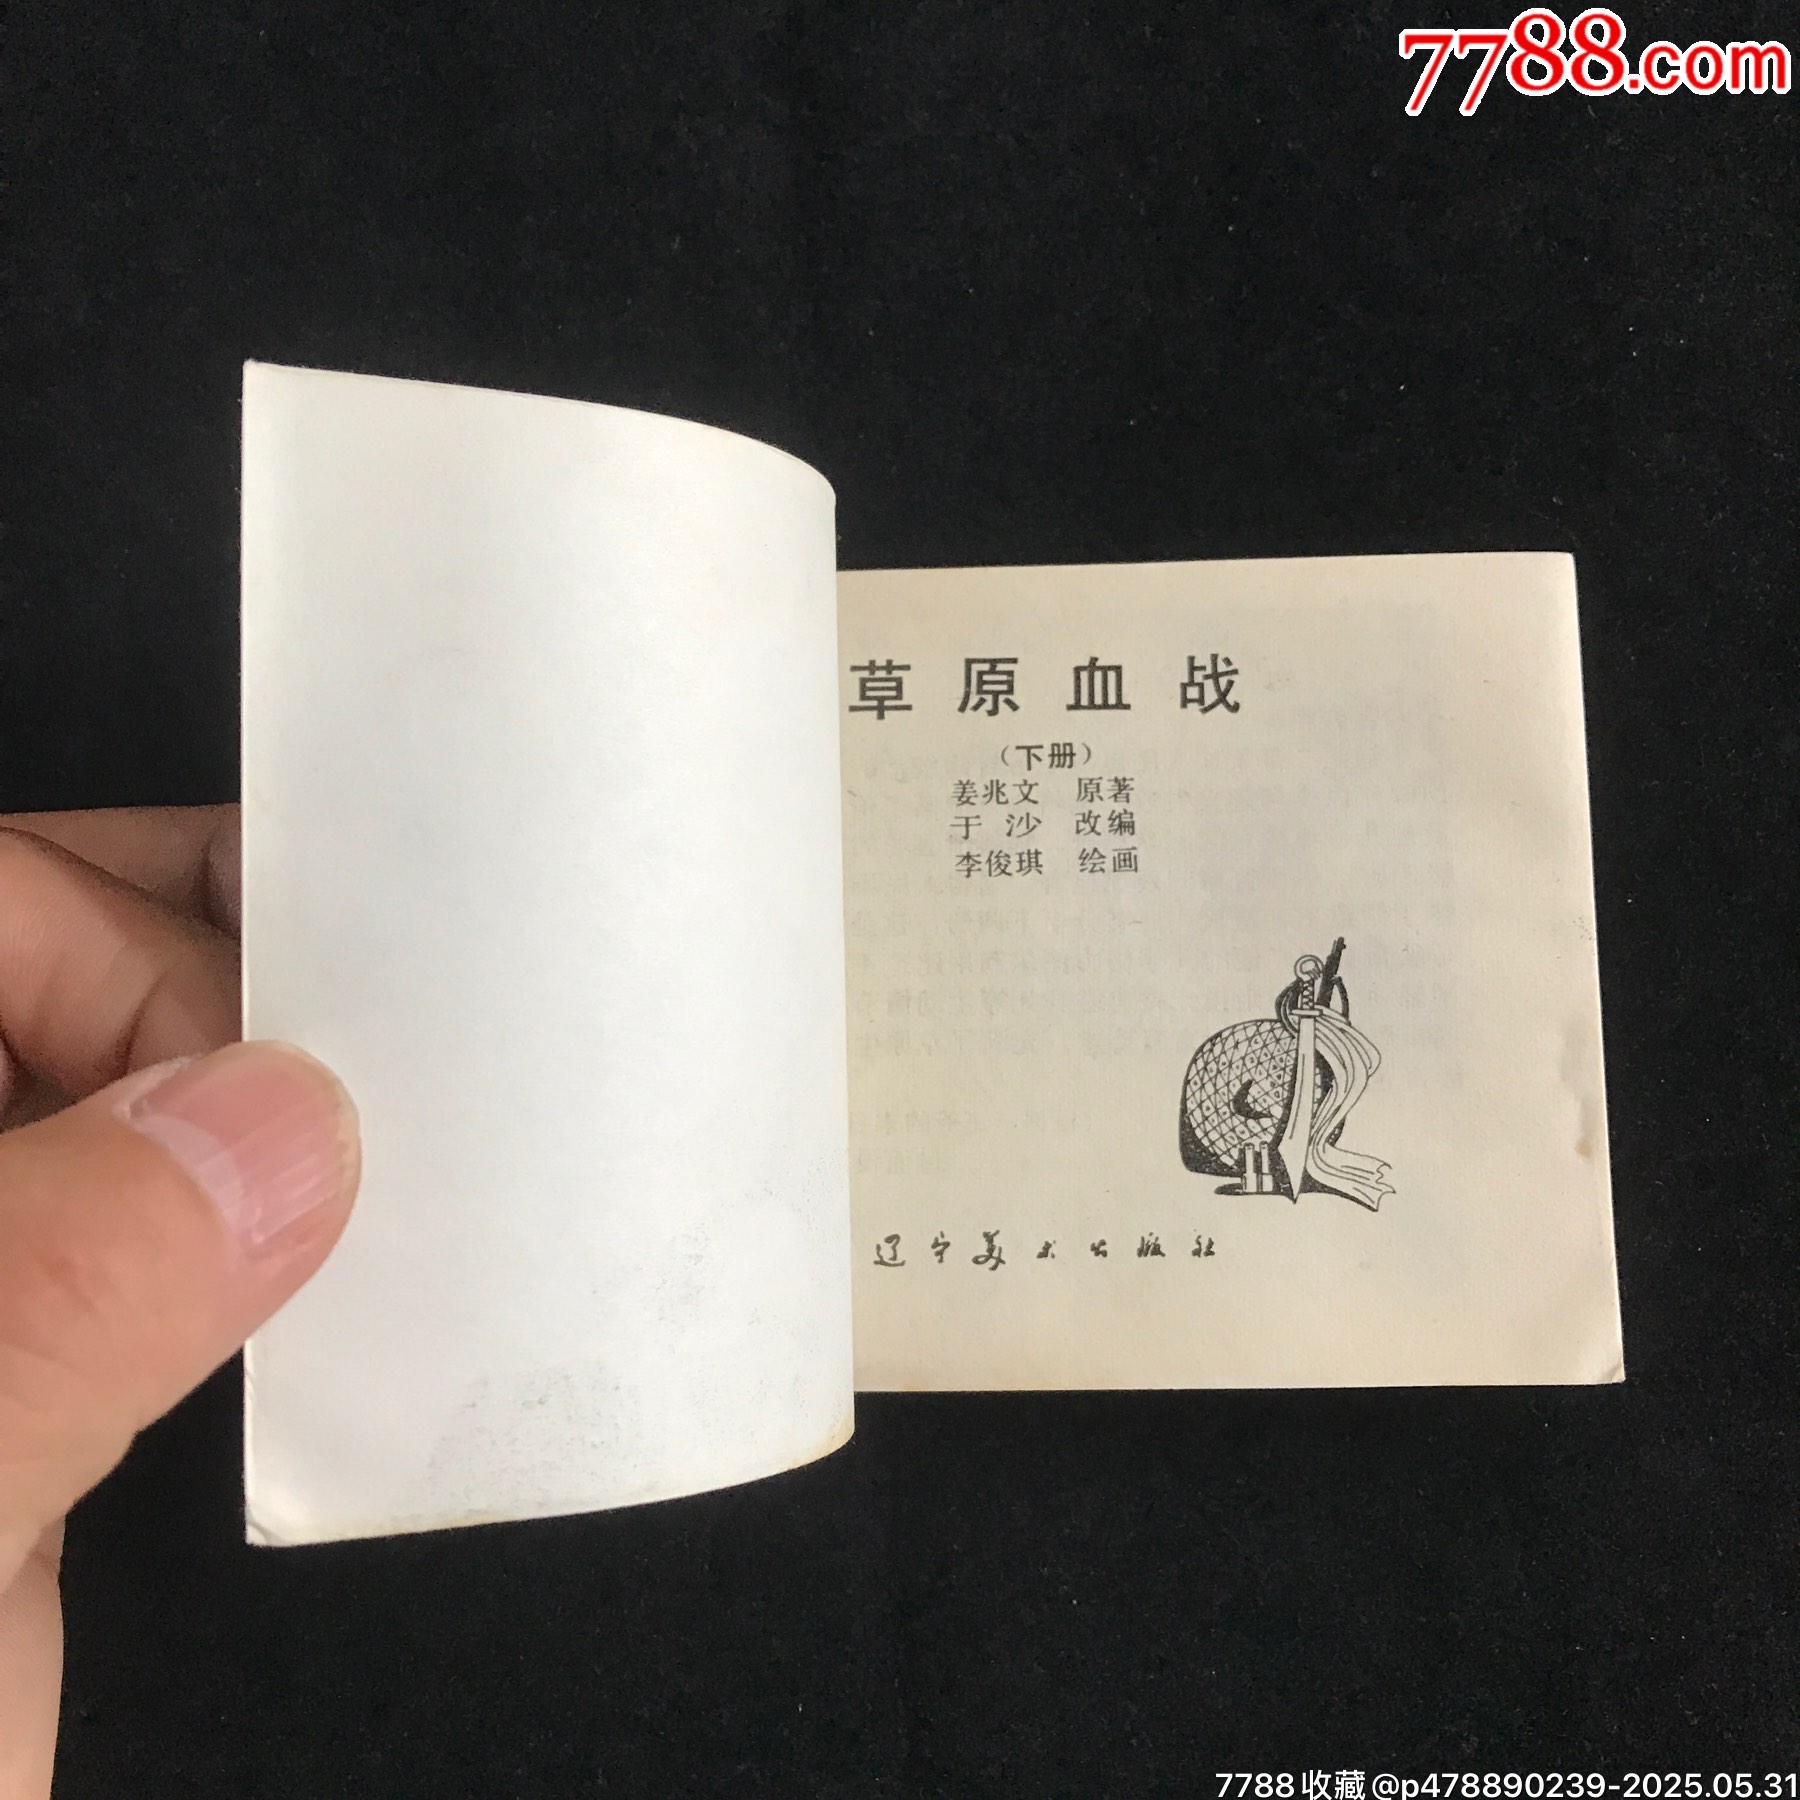 7788.com
草原血战
（下册）
姜兆文 原著
于沙 改编
李俊琪 绘画
辽宁美术出版社
7788收藏@p478890239-2025.05.31